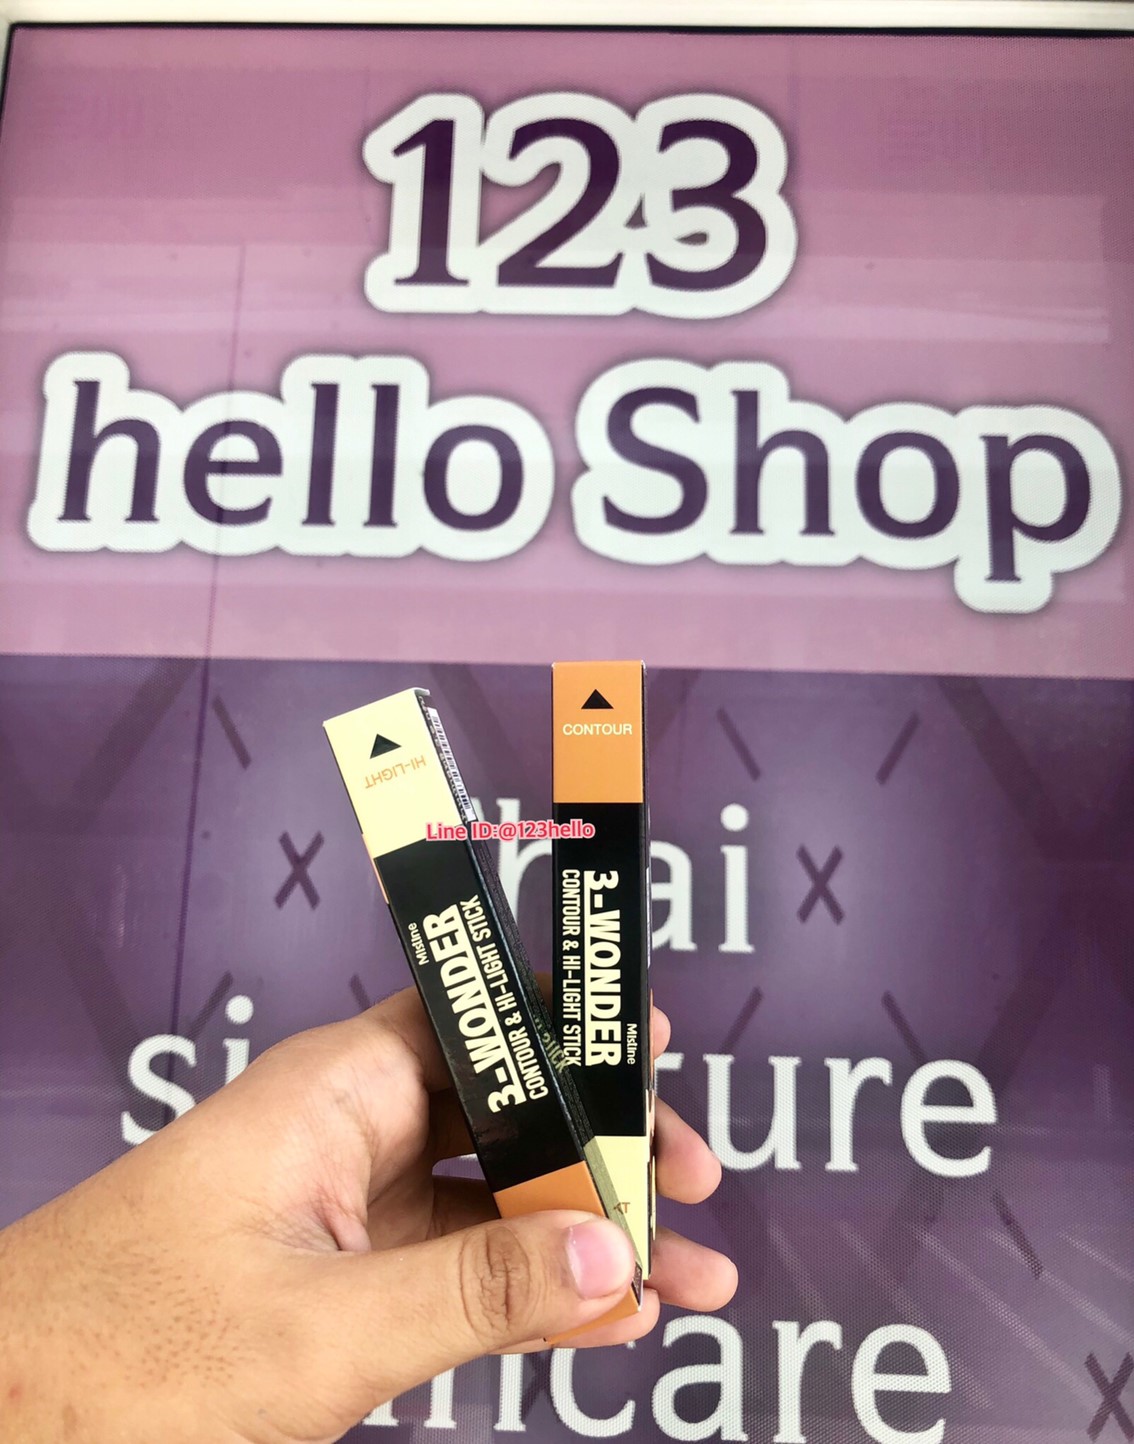 123
hello Shop
CONTOUR
HI-LIGHT
Line ID:@123hello
Thai
Mistine
3-WONDER
CONTOUR & HI-LIGHT STICK
Mistine
3-WONDER
CONTOUR & HI-LIGHT STICK